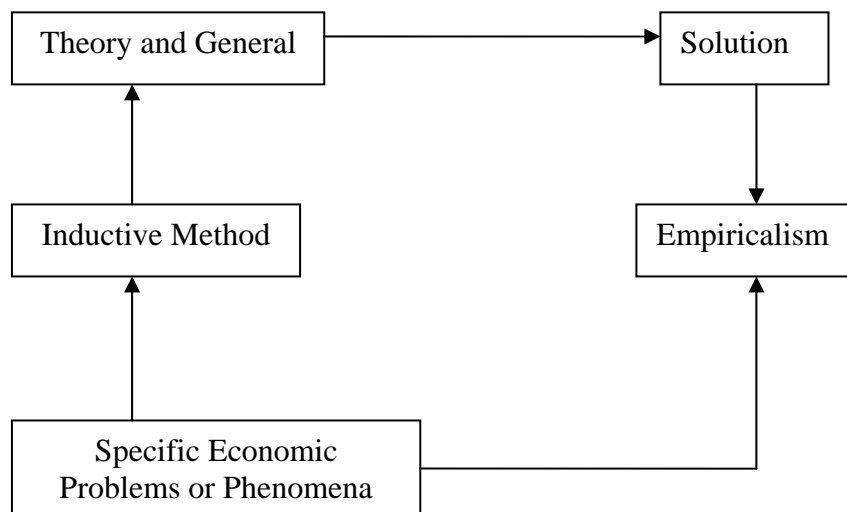 Theory and General
Solution
Inductive Method
Empiricalism
Specific Economic
Problems or Phenomena